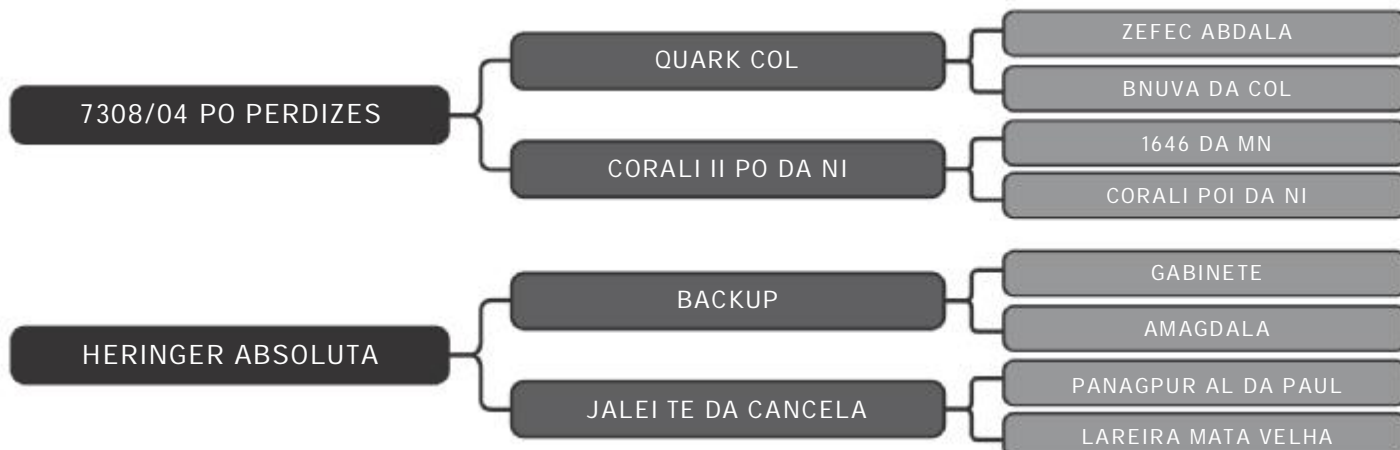 7308/04 PO PERDIZES
QUARK COL
ZEFEC ABDALA
BNUVA DA COL
CORALI II PO DA NI
1646 DA MN
CORALI POI DA NI
HERINGER ABSOLUTA
BACKUP
GABINETE
AMAGDALA
JALEI TE DA CANCELA
PANAGPUR AL DA PAUL
LAREIRA MATA VELHA